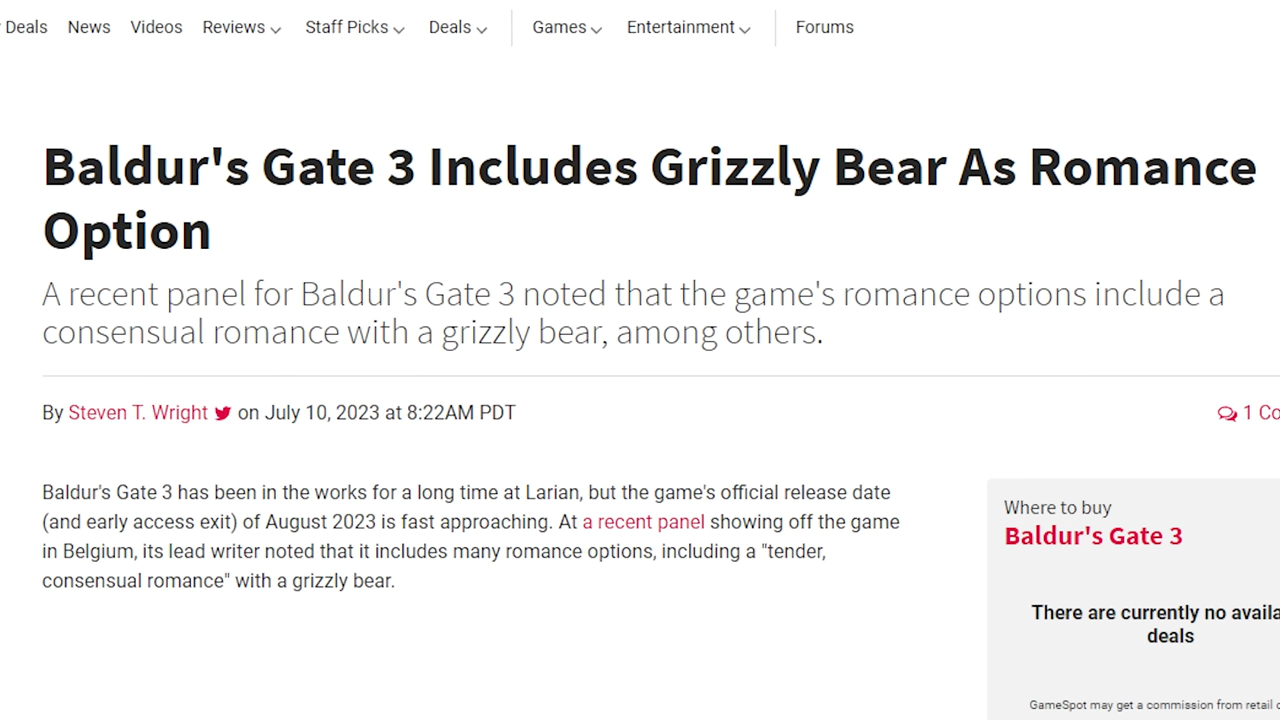 Deals News Videos Reviews Staff Picks Deals Games Entertainment Forums
Baldur's Gate 3 Includes Grizzly Bear As Romance
Option
A recent panel for Baldur's Gate 3 noted that the game's romance options include a
consensual romance with a grizzly bear, among others.
By Steven T. Wright on July 10, 2023 at 8:22AM PDT
1 Co
Baldur's Gate 3 has been in the works for a long time at Larian, but the game's official release date
(and early access exit) of August 2023 is fast approaching. At a recent panel showing off the game
in Belgium, its lead writer noted that it includes many romance options, including a "tender,
consensual romance" with a grizzly bear.
Where to buy
Baldur's Gate 3
There are currently no availa
deals
GameSpot may get a commission from retail